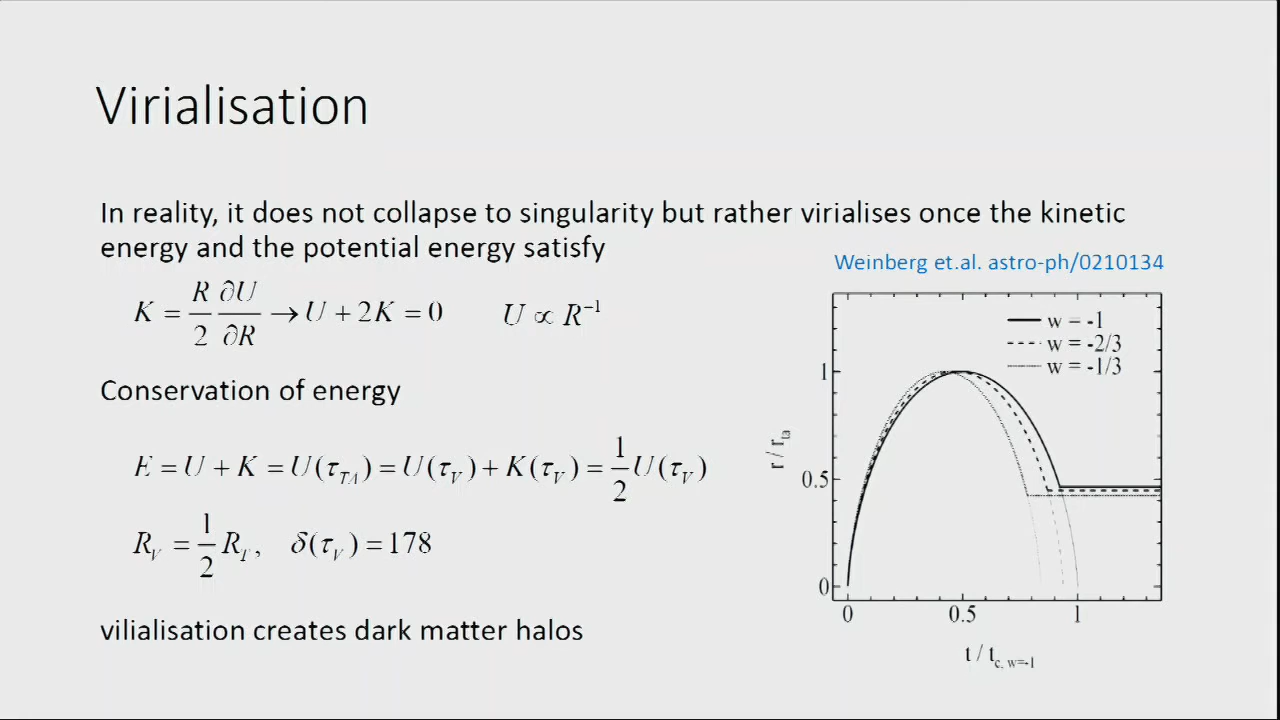 Virialisation
In reality, it does not collapse to singularity but rather virialises once the kinetic
energy and the potential energy satisfy
Weinberg et.al. astro-ph/0210134
K = R/2 ∂U/∂R → U + 2K = 0    U ∝ R⁻¹
Conservation of energy
E = U + K = U(τ_TA) = U(τ_V) + K(τ_V) = 1/2 U(τ_V)
R_V = 1/2 R_T,   δ(τ_V) = 178
vilialisation creates dark matter halos
w = -1
w = -2/3
w = -1/3
1
0.5
0
r / r_ta
0 0.5 1
t / t_c, w=-1